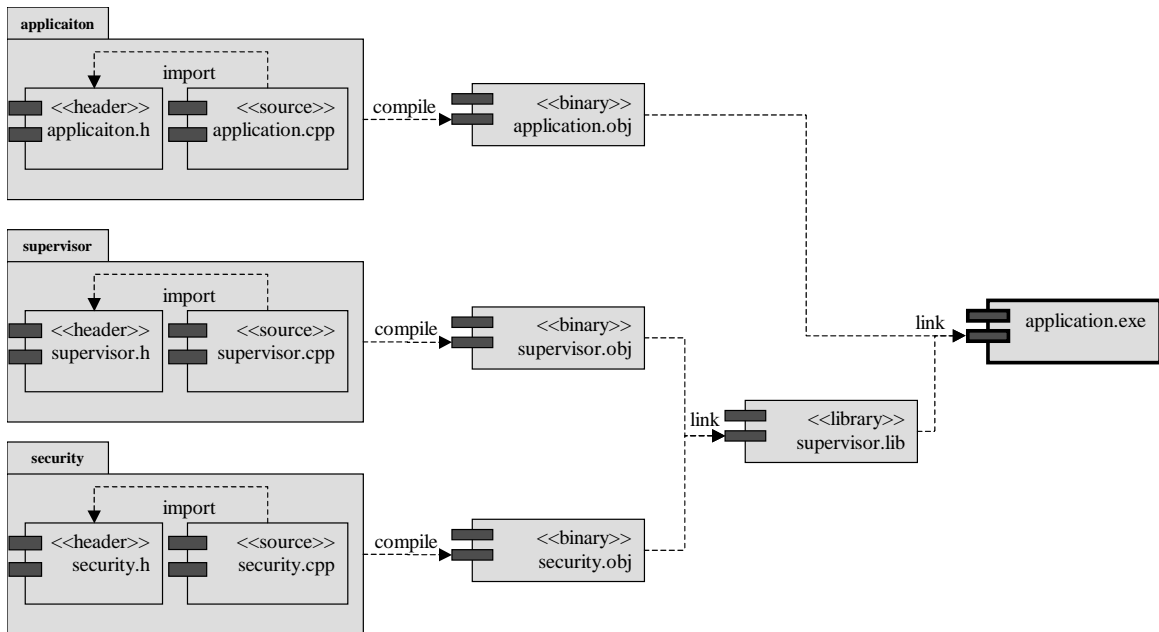 applicaiton
import
<<header>>
applicaiton.h
<<source>>
application.cpp
compile
<<binary>>
application.obj
supervisor
import
<<header>>
supervisor.h
<<source>>
supervisor.cpp
compile
<<binary>>
supervisor.obj
link
application.exe
link
<<library>>
supervisor.lib
security
import
<<header>>
security.h
<<source>>
security.cpp
compile
<<binary>>
security.obj